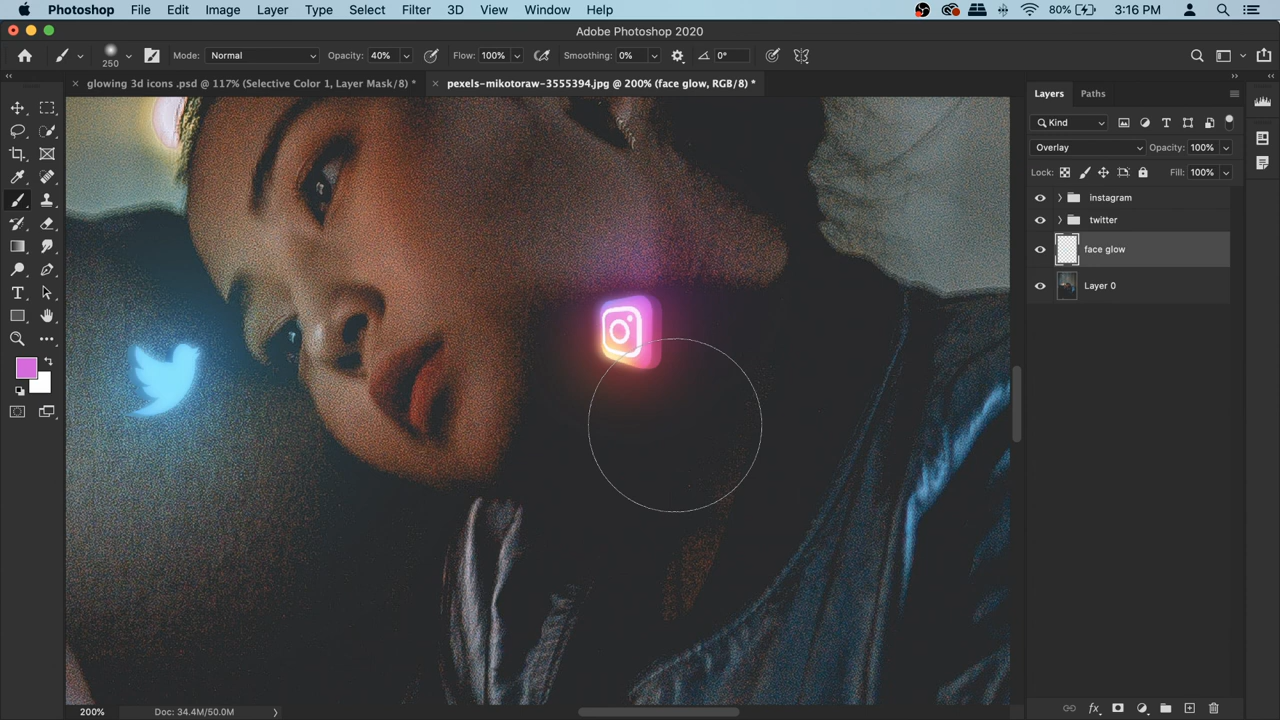 Photoshop File Edit Image Layer Type Select Filter 3D View Window Help 80% 3:16 PM
Adobe Photoshop 2020
250 Mode: Normal Opacity: 40% Flow: 100% Smoothing: 0% 0°
glowing 3d icons .psd @ 117% (Selective Color 1, Layer Mask/8) *
pexels-mikotoraw-3555394.jpg @ 200% (face glow, RGB/8) *
Layers Paths
Kind
Overlay Opacity: 100%
Lock: Fill: 100%
instagram
twitter
face glow
Layer 0
200% Doc: 34.4M/50.0M